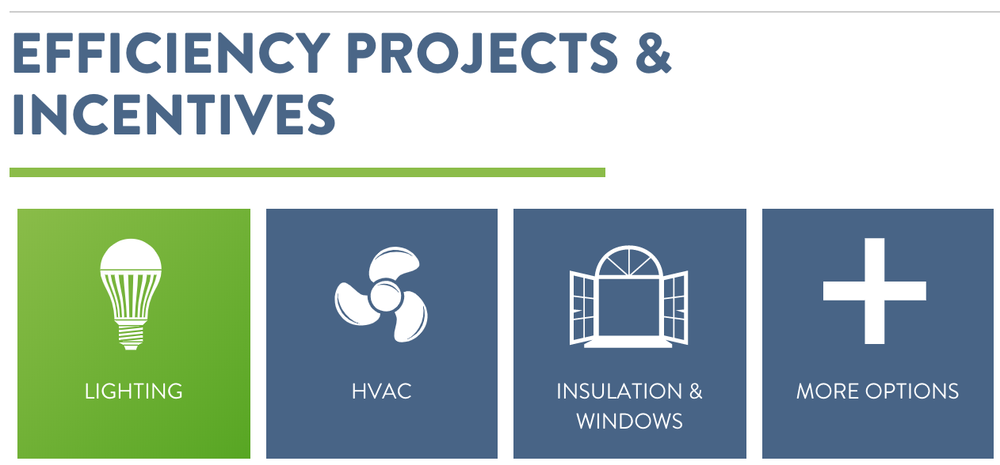 EFFICIENCY PROJECTS &
INCENTIVES
LIGHTING
HVAC
INSULATION &
WINDOWS
MORE OPTIONS